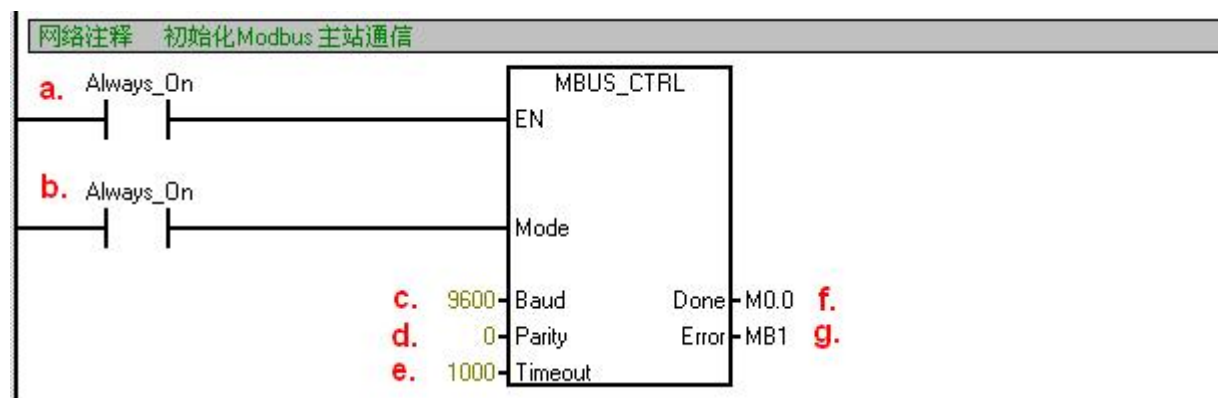 网络注释 初始化Modbus主站通信
a. Always_On MBUS_CTRL
EN
b. Always_On
Mode
c. 9600 Baud Done M0.0 f.
d. 0 Parity Error MB1 g.
e. 1000 Timeout